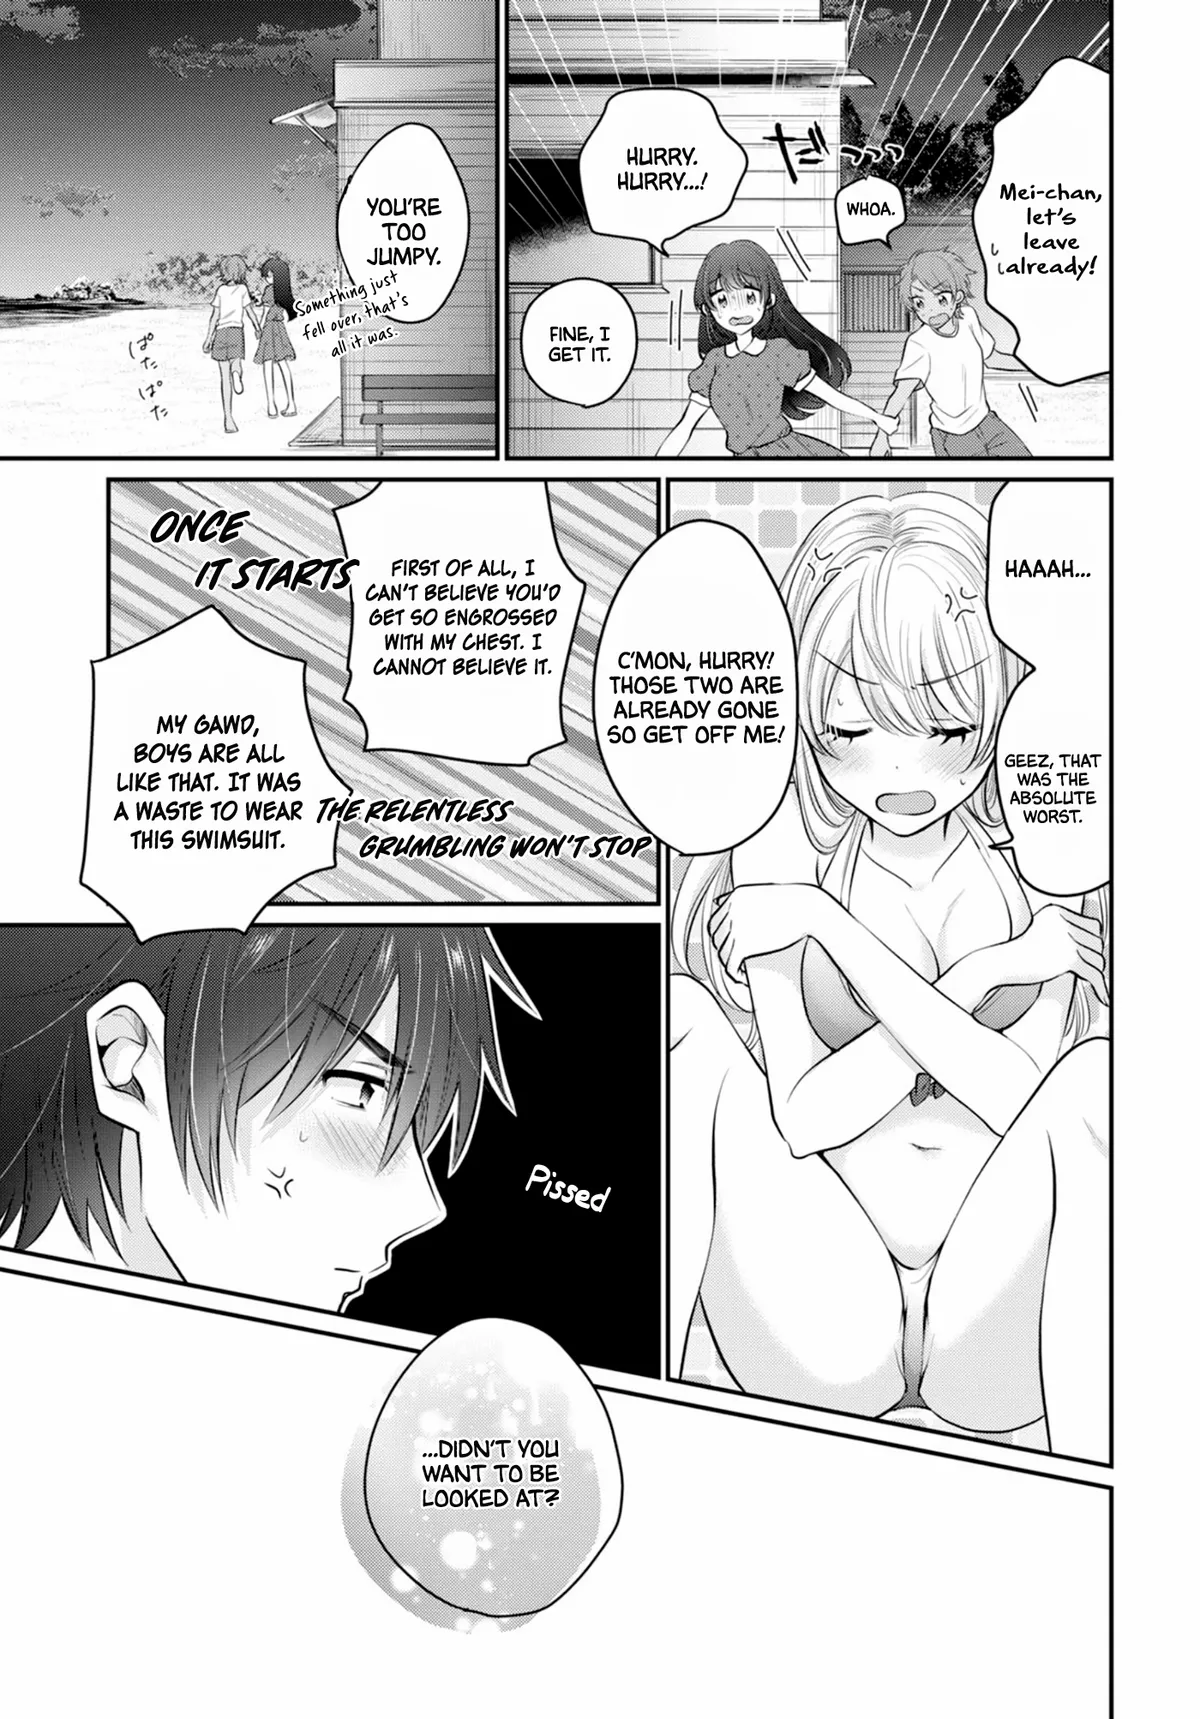 Mei-chan,
let's
leave
already!
WHOA.
HURRY.
HURRY...!
FINE, I
GET IT.
YOU'RE
TOO
JUMPY.
Something just
fell over, that's
all it was.
ぱた
ぱた
HAAAH...
GEEZ, THAT
WAS THE
ABSOLUTE
WORST.
C'MON, HURRY!
THOSE TWO ARE
ALREADY GONE
SO GET OFF ME!
FIRST OF ALL, I
CAN'T BELIEVE YOU'D
GET SO ENGROSSED
WITH MY CHEST. I
CANNOT BELIEVE IT.
ONCE
IT STARTS
MY GAWD,
BOYS ARE ALL
LIKE THAT. IT WAS
A WASTE TO WEAR
THIS SWIMSUIT.
THE RELENTLESS
GRUMBLING WON'T STOP
Pissed
...DIDN'T YOU
WANT TO BE
LOOKED AT?